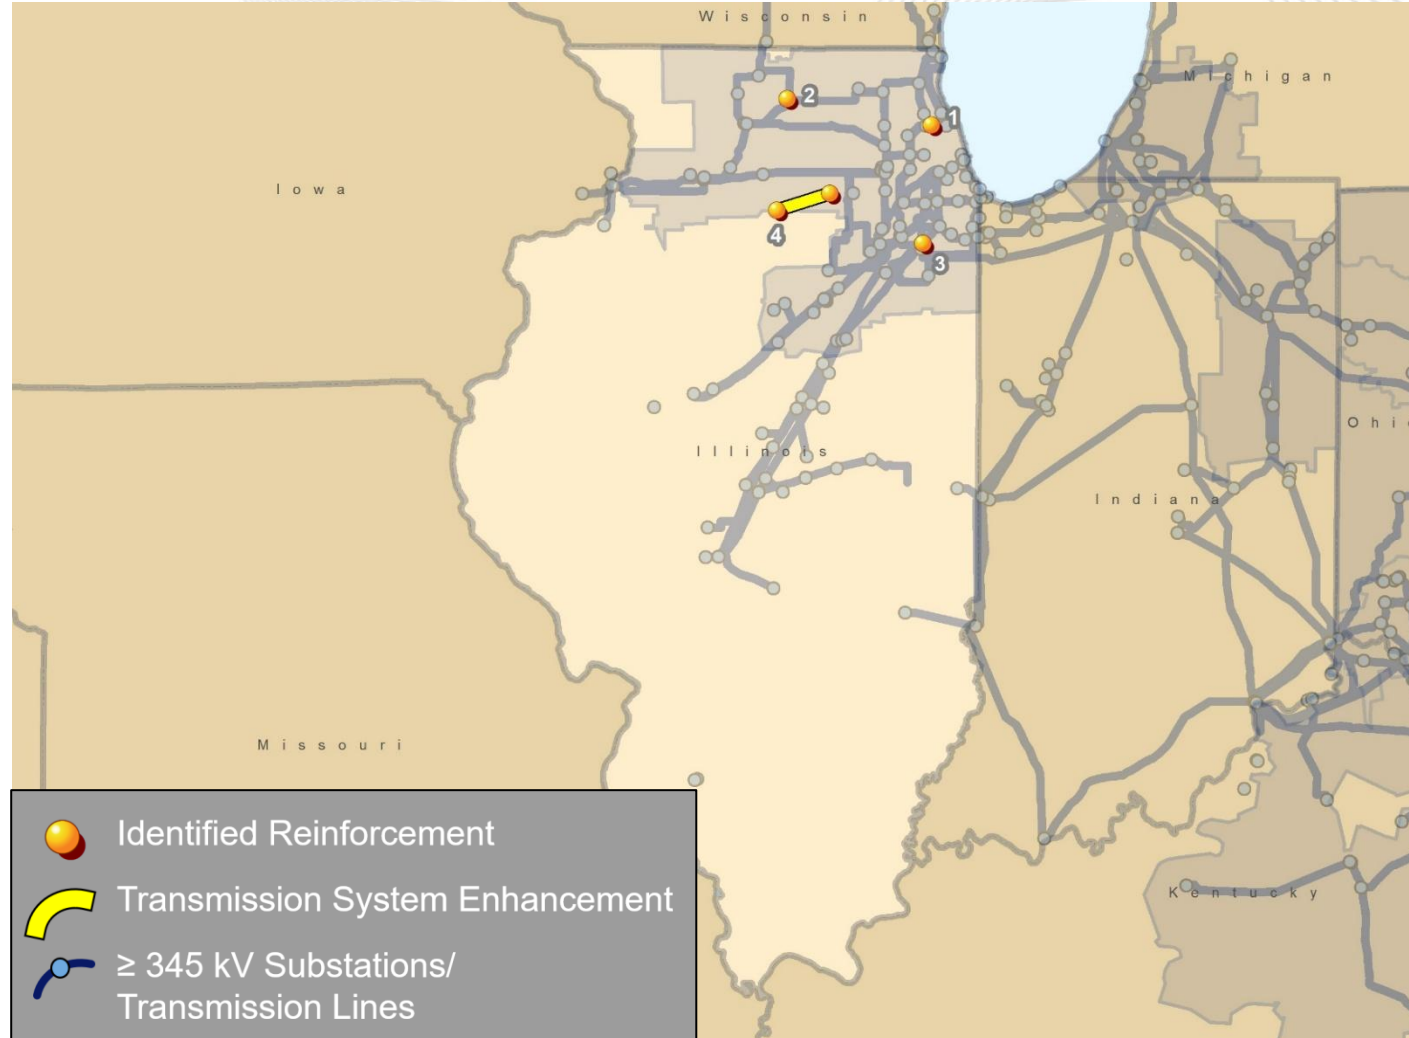 Wisconsin
Michigan
2
1
Iowa
4
3
Ohi
Illinois
Indiana
Missouri
Kentucky
Identified Reinforcement
Transmission System Enhancement
≥ 345 kV Substations/
Transmission Lines